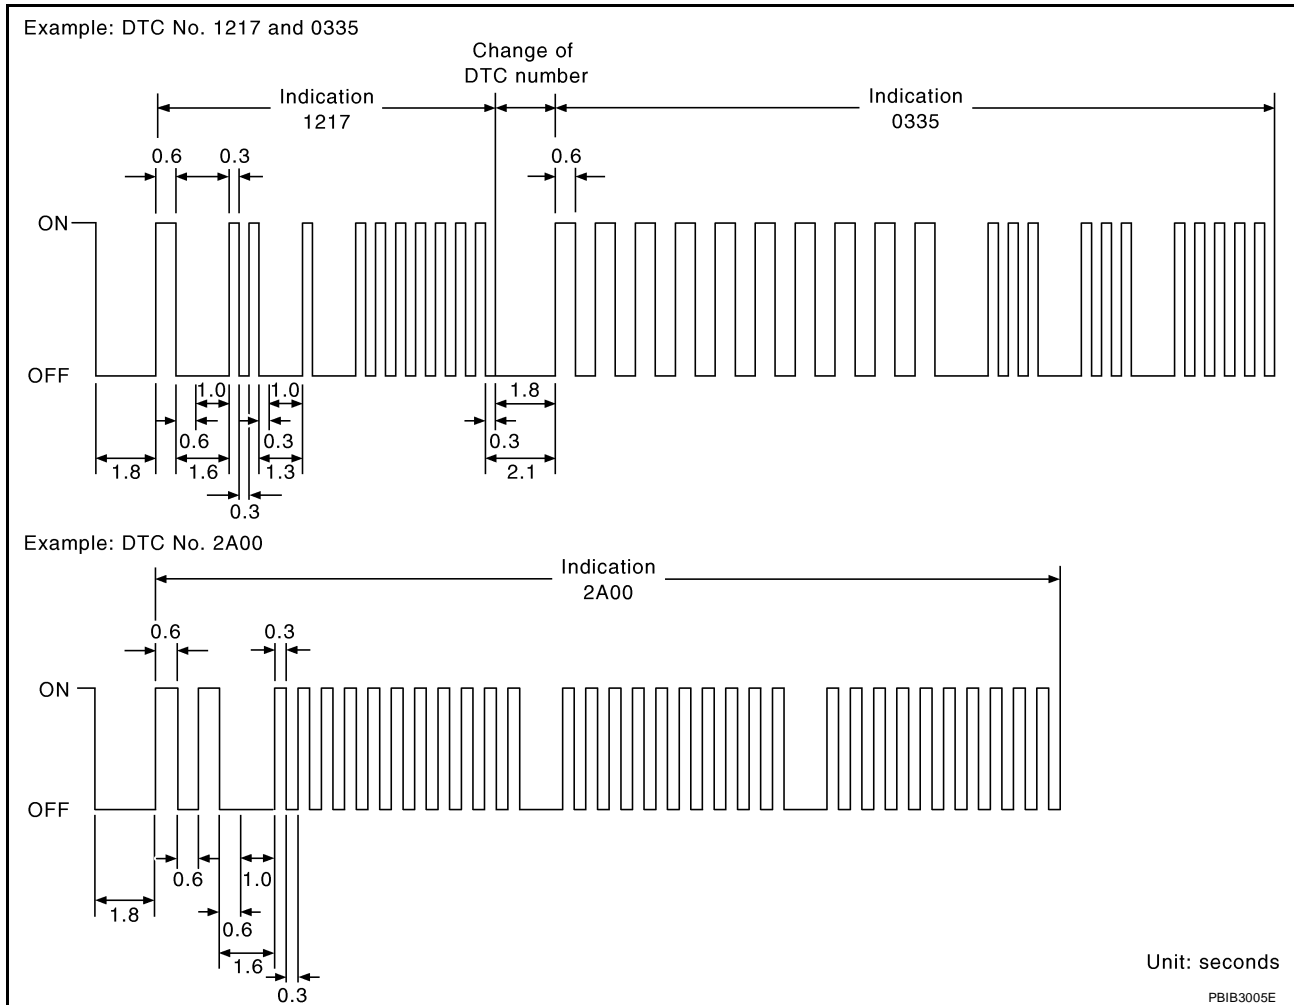 Example: DTC No. 1217 and 0335
Change of
DTC number
Indication
1217
Indication
0335
0.6
0.3
0.6
ON
OFF
1.0
1.0
1.8
0.6
0.3
0.3
1.8
1.6
1.3
2.1
0.3
Example: DTC No. 2A00
Indication
2A00
0.6
0.3
ON
OFF
0.6
1.0
1.8
0.6
1.6
0.3
Unit: seconds
PBIB3005E